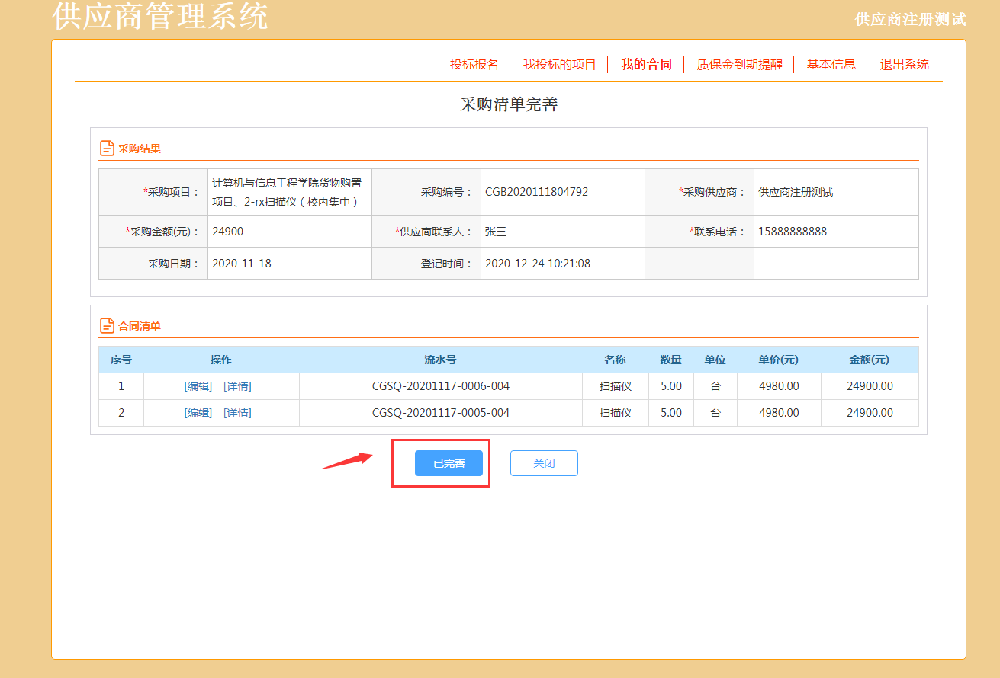 供应商管理系统
供应商注册测试
投标报名 我投标的项目 我的合同 质保金到期提醒 基本信息 退出系统
采购清单完善
采购结果
*采购项目： 计算机与信息工程学院货物购置项目、2-rx扫描仪（校内集中） 采购编号： CGB2020111804792 *采购供应商： 供应商注册测试
*采购金额(元)： 24900 *供应商联系人： 张三 *联系电话： 15888888888
采购日期： 2020-11-18 登记时间： 2020-12-24 10:21:08
合同清单
序号 操作 流水号 名称 数量 单位 单价(元) 金额(元)
1 [编辑] [详情] CGSQ-20201117-0006-004 扫描仪 5.00 台 4980.00 24900.00
2 [编辑] [详情] CGSQ-20201117-0005-004 扫描仪 5.00 台 4980.00 24900.00
已完善 关闭